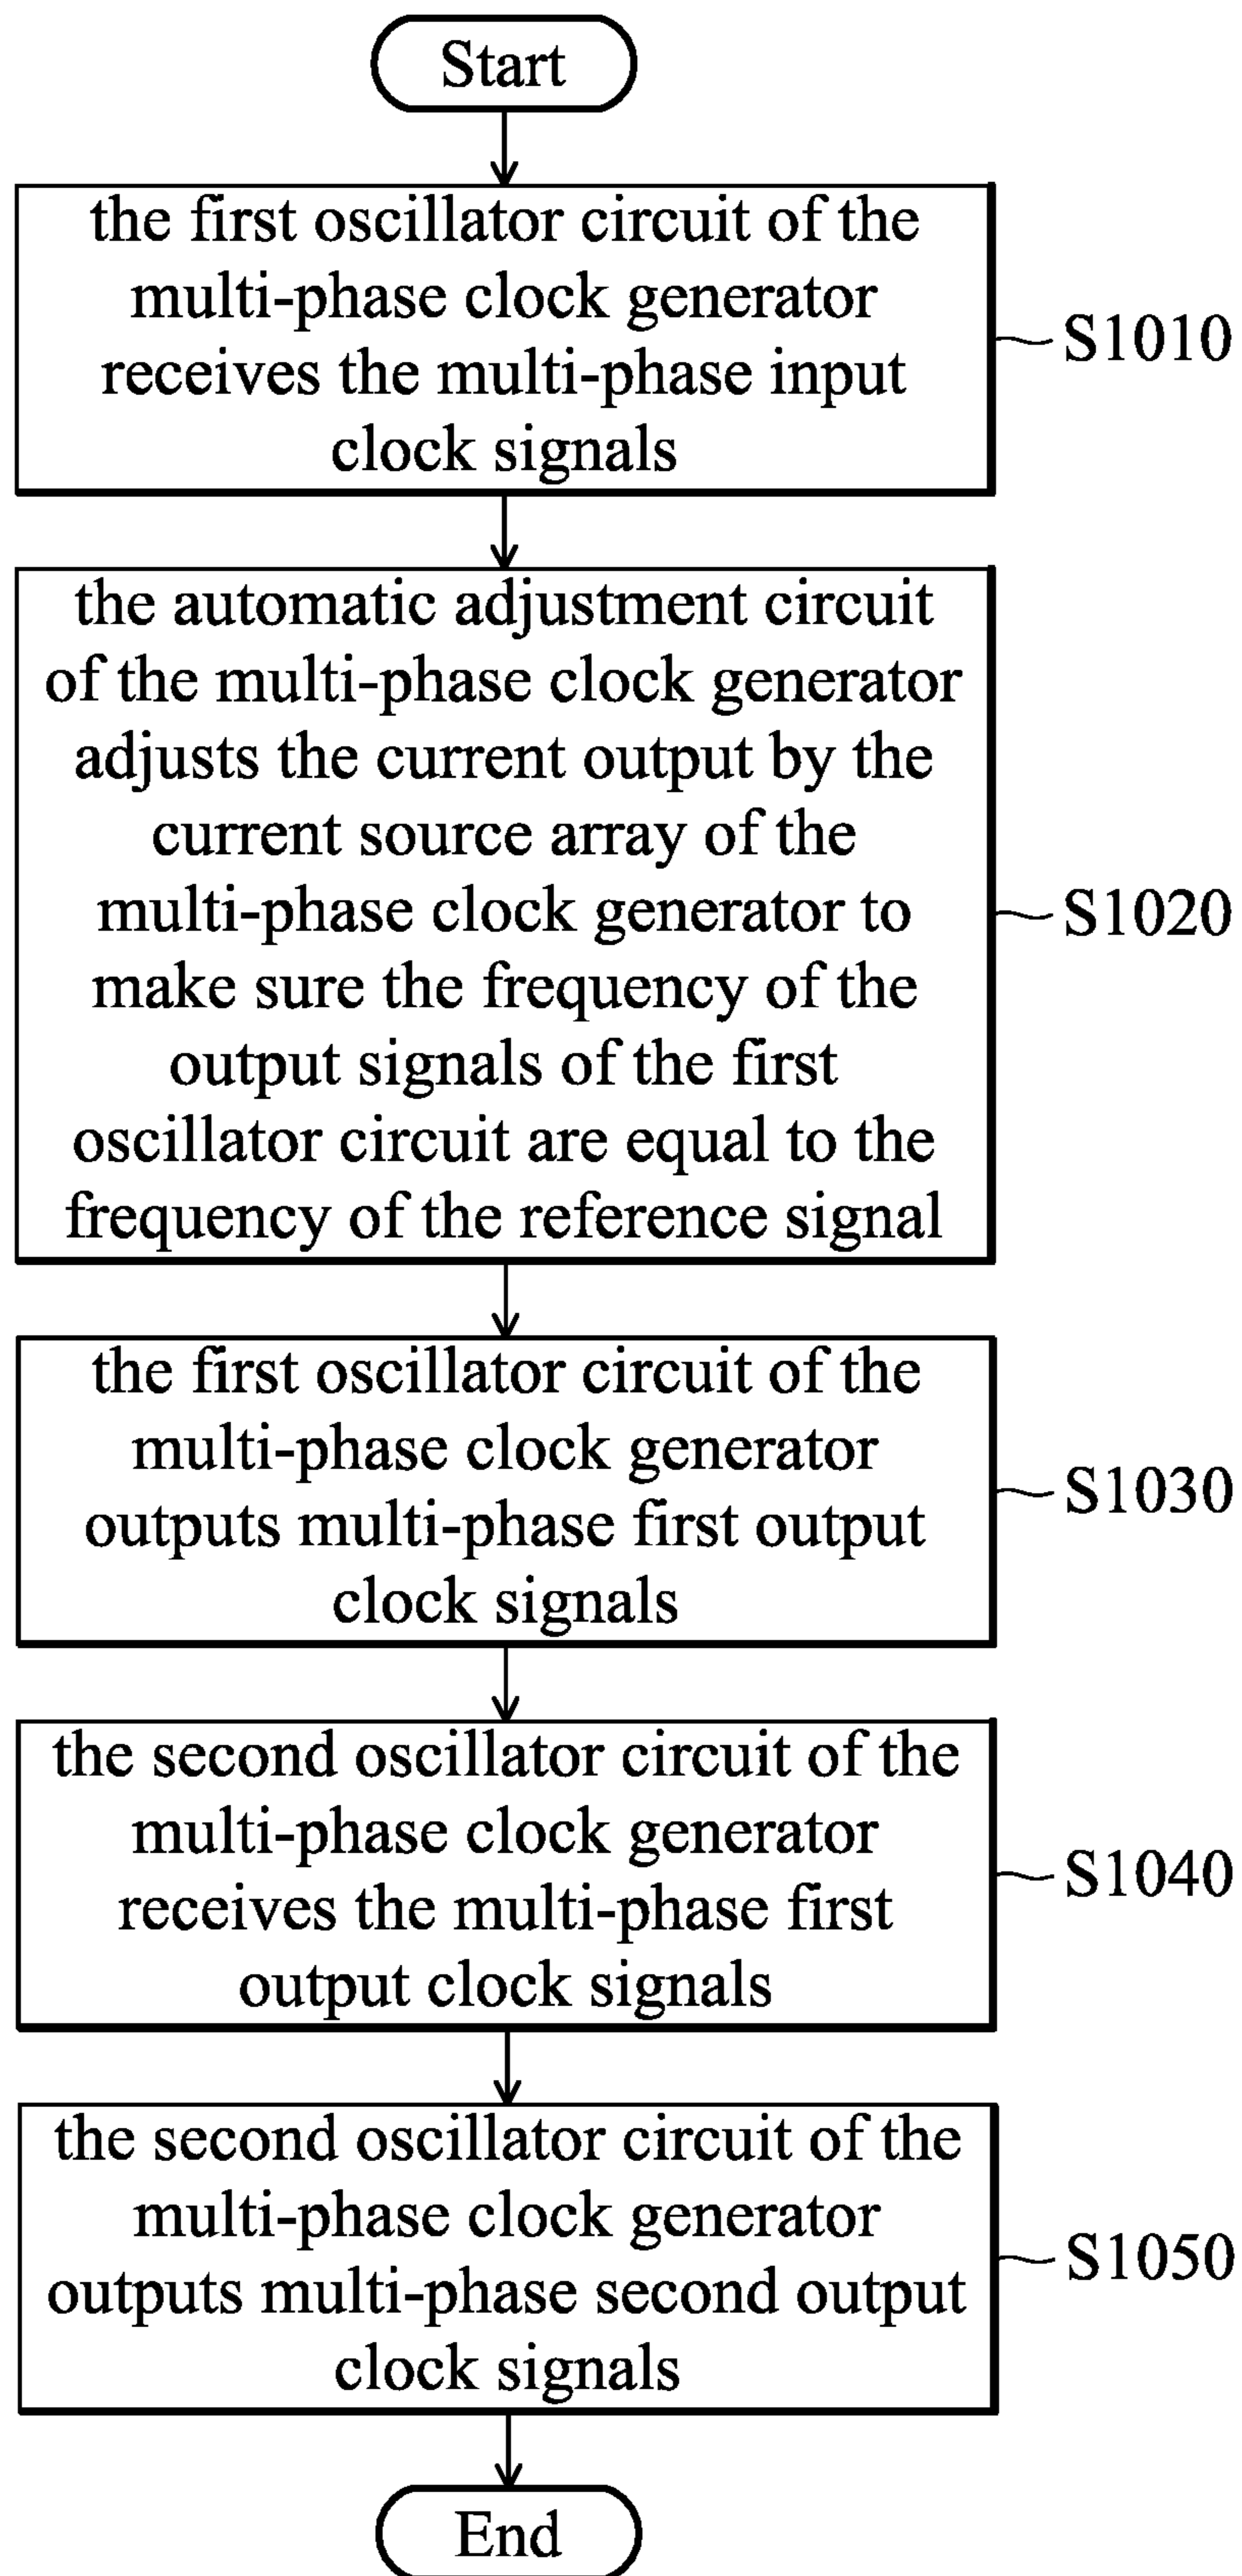 Start
the first oscillator circuit of the
multi-phase clock generator
receives the multi-phase input
clock signals
S1010
the automatic adjustment circuit
of the multi-phase clock generator
adjusts the current output by the
current source array of the
multi-phase clock generator to
make sure the frequency of the
output signals of the first
oscillator circuit are equal to the
frequency of the reference signal
S1020
the first oscillator circuit of the
multi-phase clock generator
outputs multi-phase first output
clock signals
S1030
the second oscillator circuit of the
multi-phase clock generator
receives the multi-phase first
output clock signals
S1040
the second oscillator circuit of the
multi-phase clock generator
outputs multi-phase second output
clock signals
S1050
End